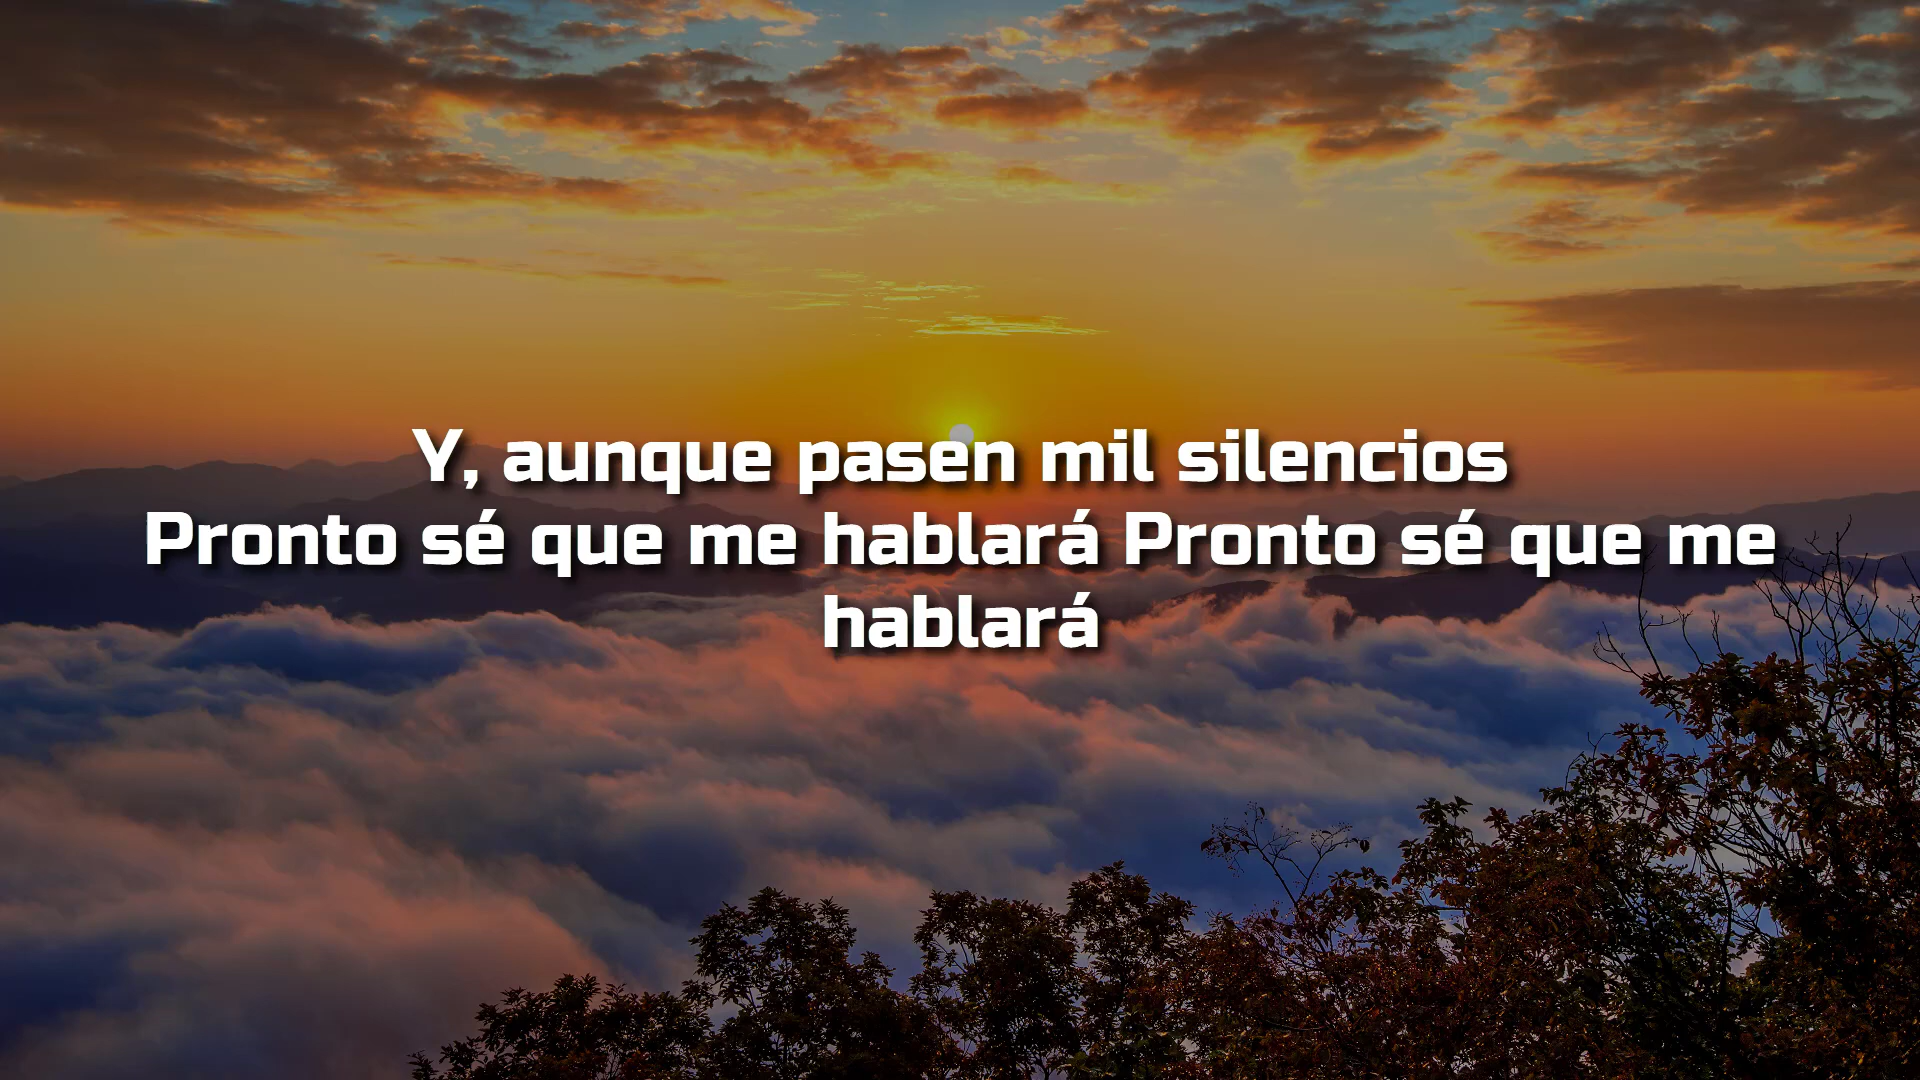 Y, aunque pasen mil silencios
Pronto sé que me hablará Pronto sé que me
hablará